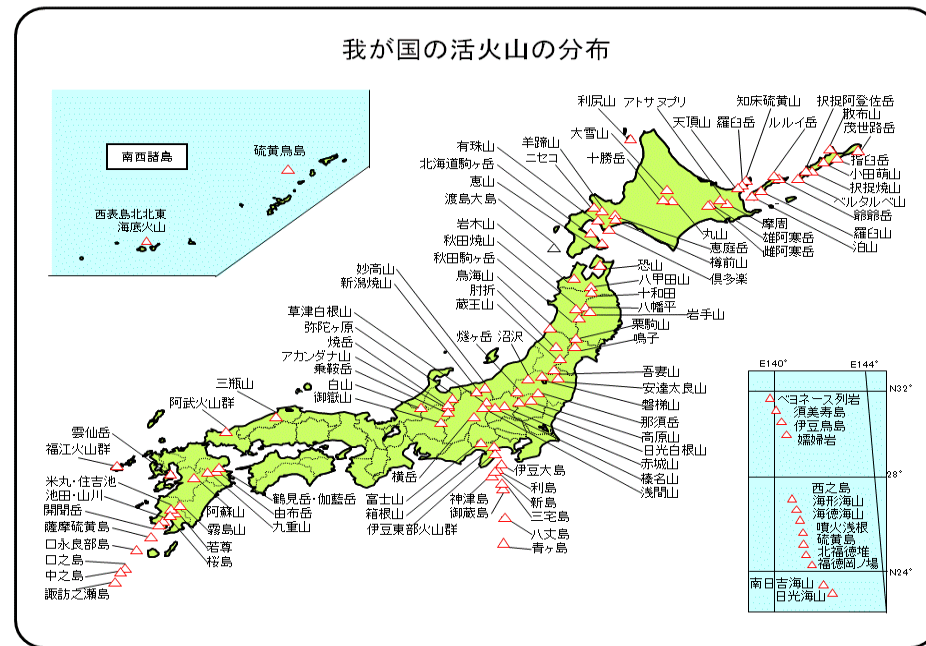 我が国の活火山の分布
南西諸島
硫黄鳥島
西表島北北東
海底火山
利尻山
アトサヌプリ
知床硫黄山
択捉阿登佐岳
散布山
茂世路岳
天頂山
羅臼岳
ルルイ岳
大雪山
十勝岳
羊蹄山
ニセコ
有珠山
北海道駒ヶ岳
恵山
渡島大島
指臼岳
小田萌山
択捉焼山
ベルタルベ山
爺爺岳
羅臼山
泊山
摩周
雄阿寒岳
雌阿寒岳
丸山
恵庭岳
樽前山
倶多楽
岩木山
秋田焼山
秋田駒ヶ岳
鳥海山
肘折
蔵王山
恐山
八甲田山
十和田
八幡平
岩手山
栗駒山
鳴子
妙高山
新潟焼山
草津白根山
弥陀ヶ原
焼岳
アカンダナ山
乗鞍岳
白山
御嶽山
燧ヶ岳
沼沢
吾妻山
安達太良山
磐梯山
那須岳
高原山
赤城山
榛名山
浅間山
三瓶山
阿武火山群
雲仙岳
福江火山群
米丸・住吉池
池田・山川
開聞岳
薩摩硫黄島
口永良部島
口之島
中之島
諏訪之瀬島
鶴見岳・伽藍岳
由布岳
九重山
阿蘇山
霧島山
若尊
桜島
横岳
富士山
箱根山
伊豆東部火山群
伊豆大島
利島
新島
神津島
御蔵島
三宅島
八丈島
青ヶ島
E140°
E144°
N32°
ベヨネース列岩
須美寿島
伊豆鳥島
孀婦岩
28°
西之島
海形海山
海徳海山
噴火浅根
硫黄島
北福徳堆
福徳岡ノ場
N24°
南日吉海山
日光海山